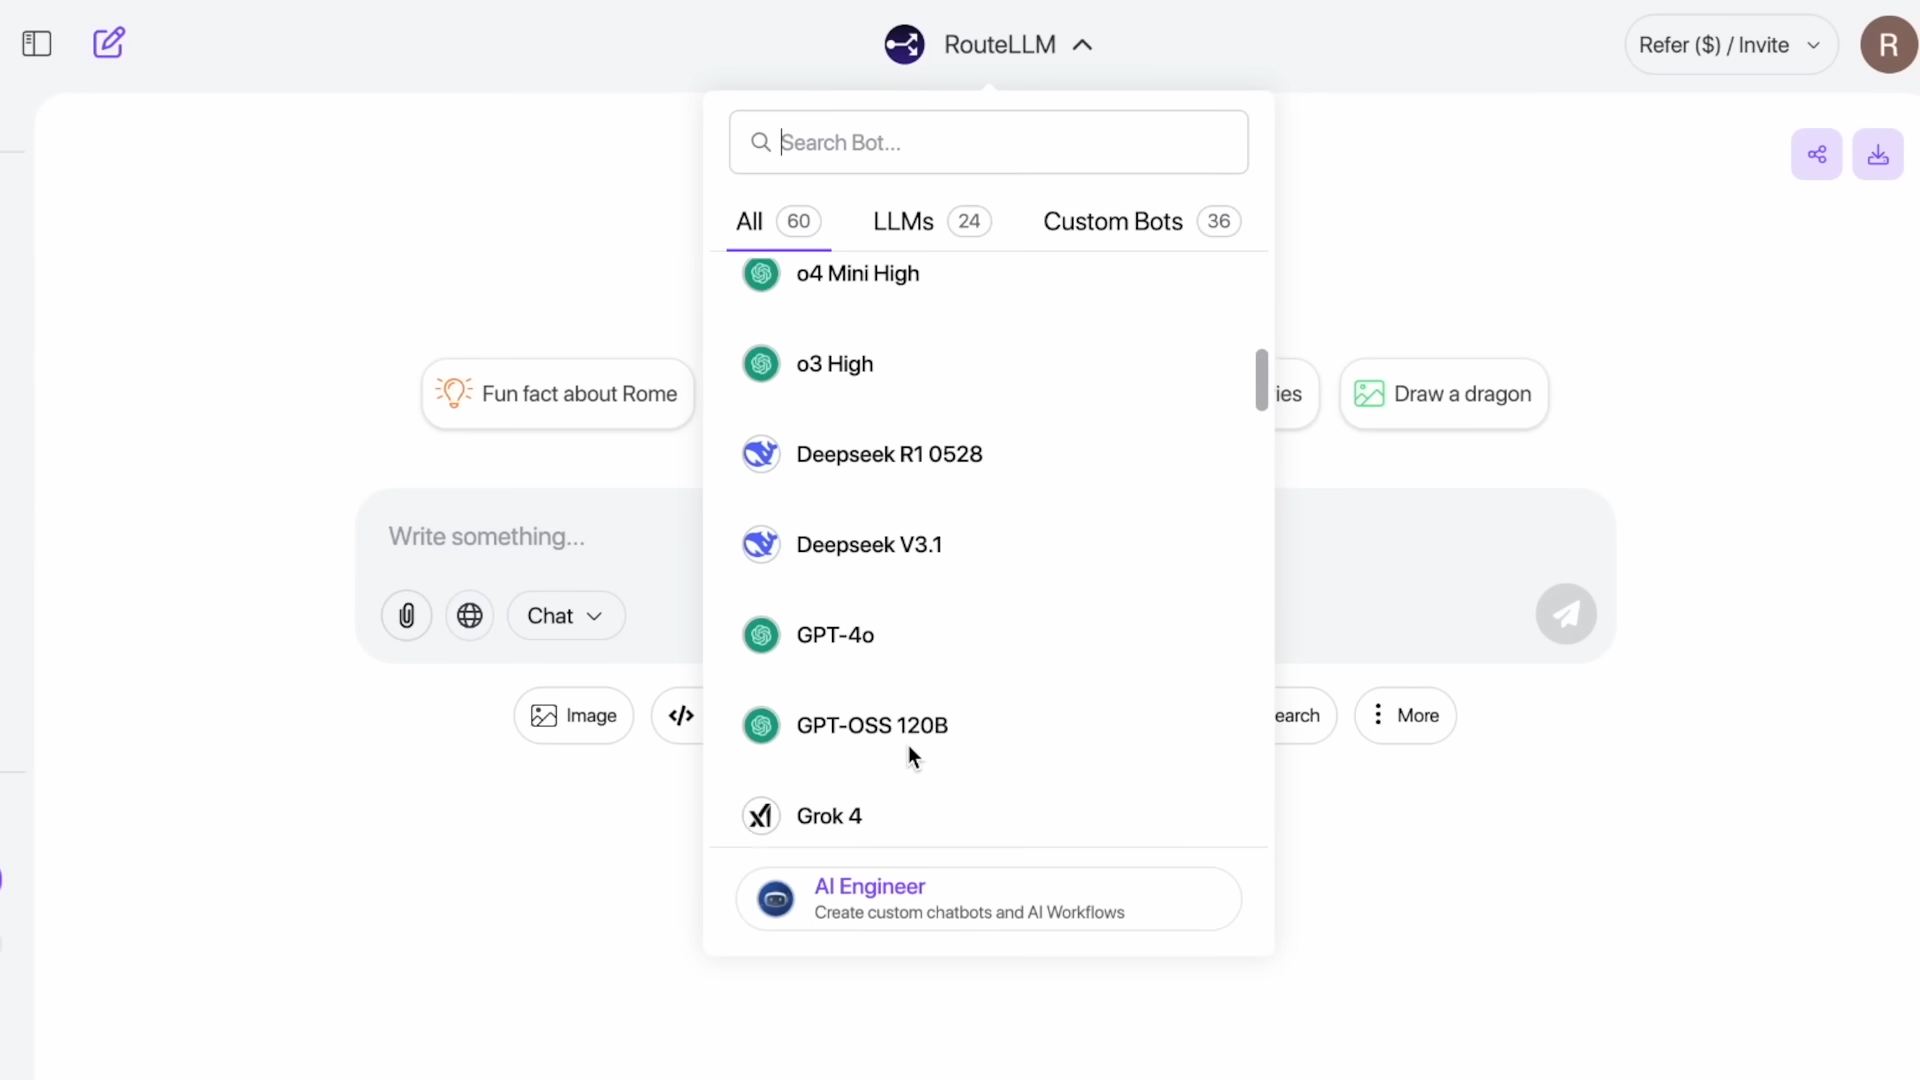 RouteLLM
Refer ($) / Invite
R
Search Bot...
All 60
LLMs 24
Custom Bots 36
o4 Mini High
o3 High
Deepseek R1 0528
Deepseek V3.1
GPT-4o
GPT-OSS 120B
Grok 4
AI Engineer
Create custom chatbots and AI Workflows
Fun fact about Rome
ies
Draw a dragon
Write something...
Chat
Image
earch
More